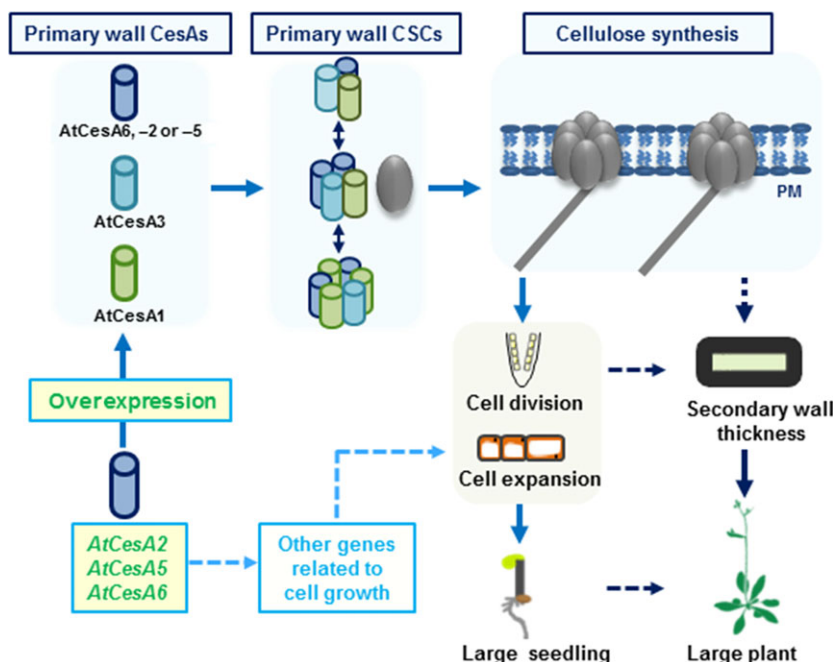 Primary wall CesAs
Primary wall CSCs
Cellulose synthesis
AtCesA6, –2 or –5
AtCesA3
AtCesA1
PM
Overexpression
AtCesA2
AtCesA5
AtCesA6
Other genes
related to
cell growth
Cell division
Cell expansion
Secondary wall
thickness
Large seedling
Large plant